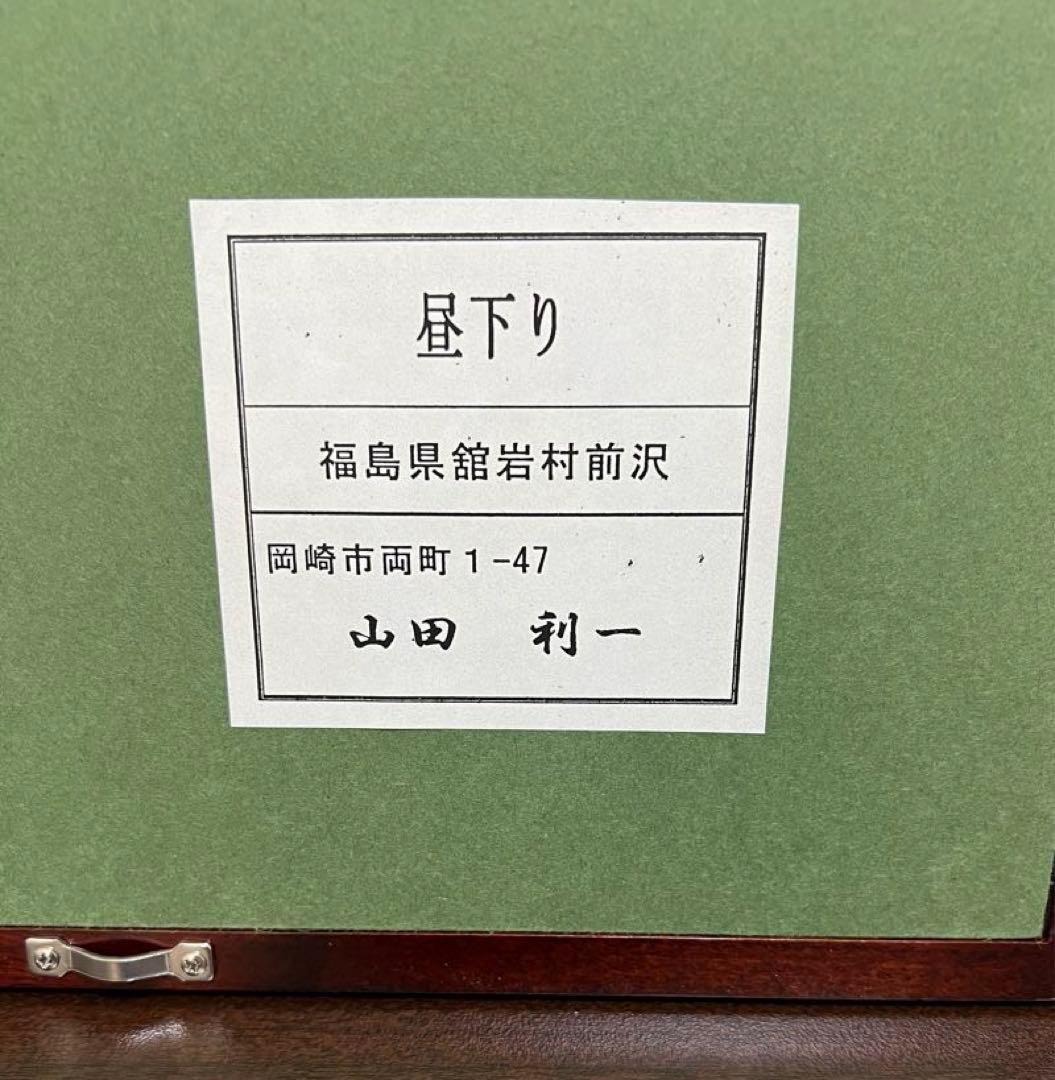 昼下り
福島県舘岩村前沢
岡崎市両町1-47
山田 利一